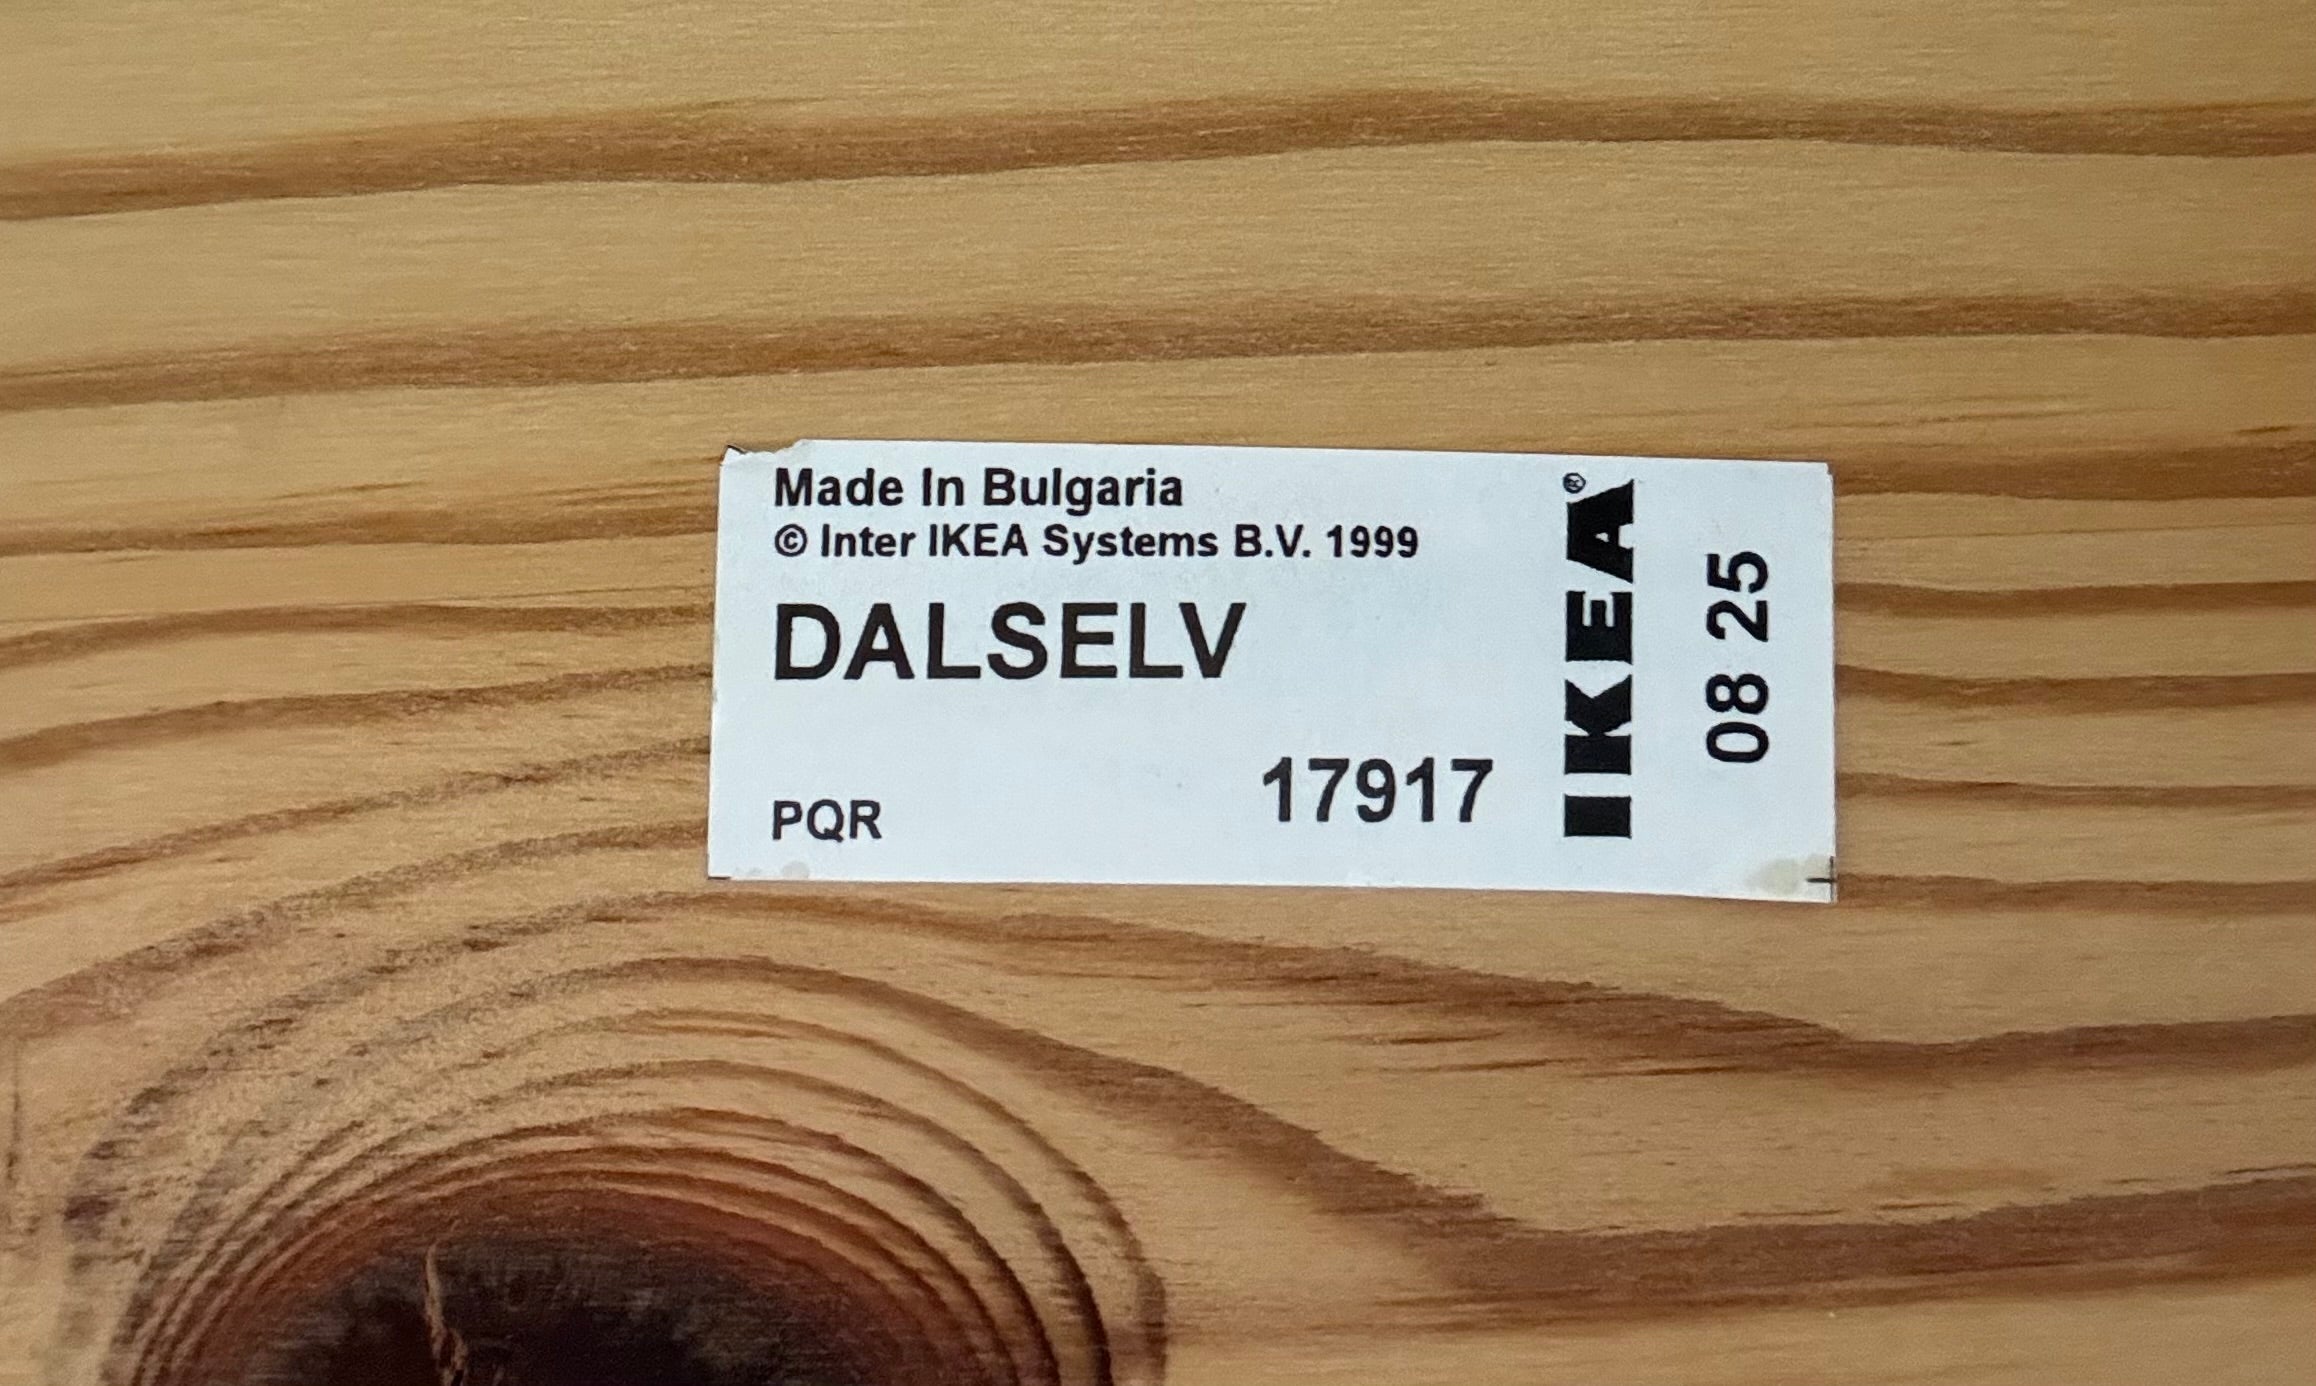 Made In Bulgaria
© Inter IKEA Systems B.V. 1999
DALSELV
17917
PQR
IKEA®
08 25